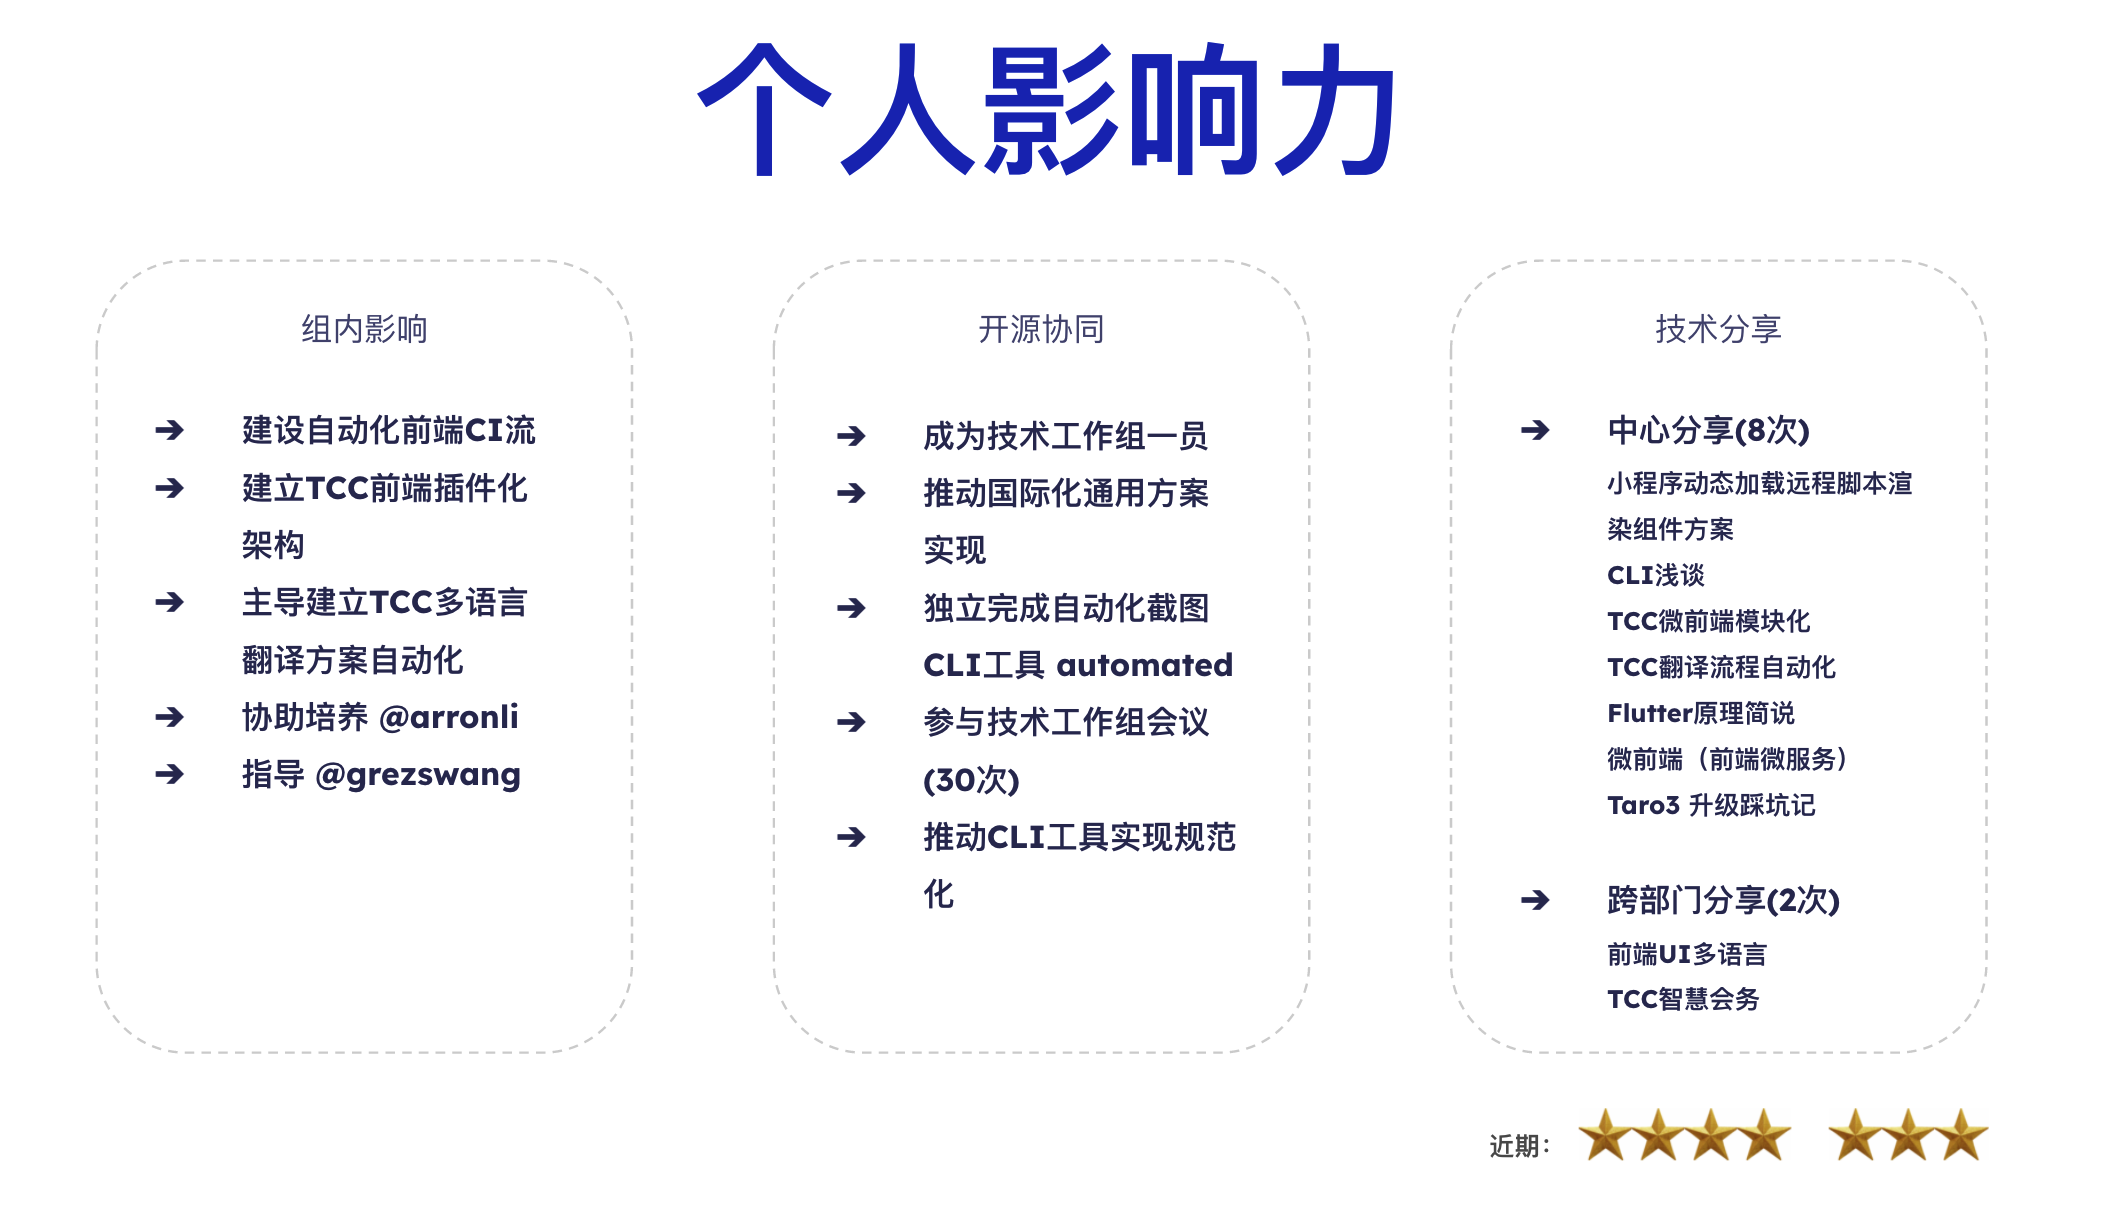 个人影响力
组内影响
➔ 建设自动化前端CI流
➔ 建立TCC前端插件化
架构
➔ 主导建立TCC多语言
翻译方案自动化
➔ 协助培养 @arronli
➔ 指导 @grezswang
开源协同
➔ 成为技术工作组一员
➔ 推动国际化通用方案
实现
➔ 独立完成自动化截图
CLI工具 automated
➔ 参与技术工作组会议
(30次)
➔ 推动CLI工具实现规范
化
技术分享
➔ 中心分享(8次)
小程序动态加载远程脚本渲
染组件方案
CLI浅谈
TCC微前端模块化
TCC翻译流程自动化
Flutter原理简说
微前端（前端微服务）
Taro3 升级踩坑记
➔ 跨部门分享(2次)
前端UI多语言
TCC智慧会务
近期：